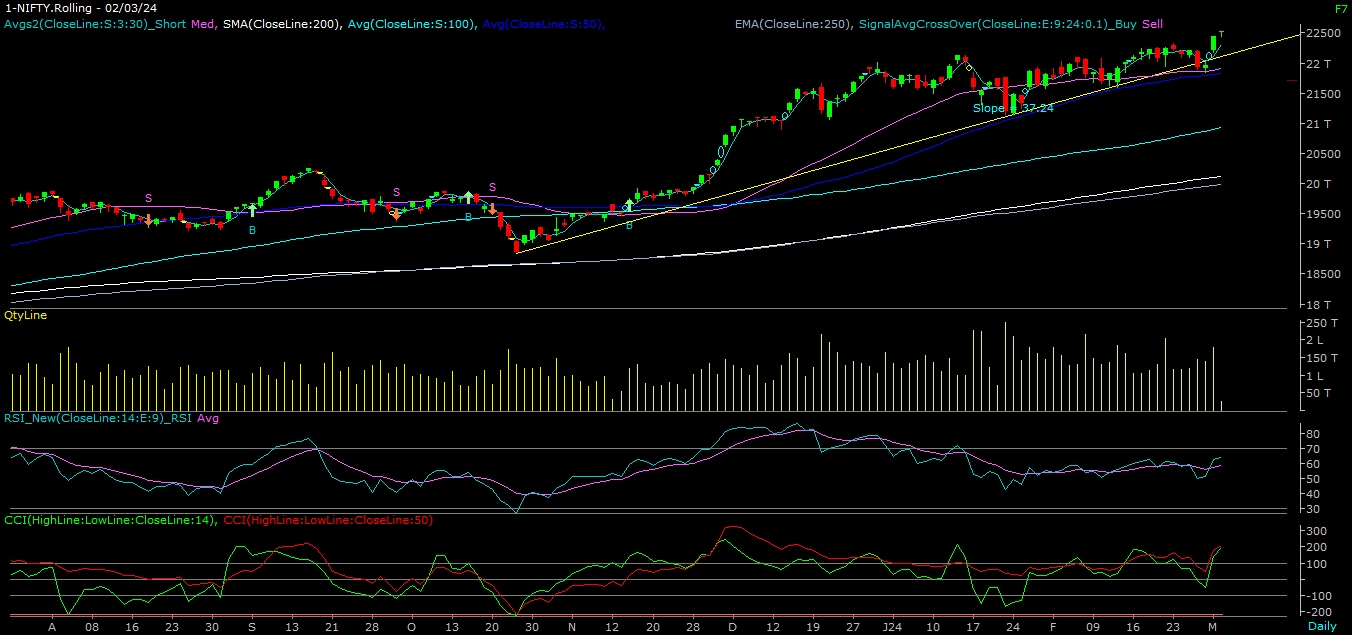 1-NIFTY.Rolling - 02/03/24
F7
Avgs2(CloseLine:S:3:30)_Short Med, SMA(CloseLine:200), Avg(CloseLine:S:100), Avg(CloseLine:S:50), EMA(CloseLine:250), SignalAvgCrossOver(CloseLine:E:9:24:0.1)_Buy Sell
22500
22 T
21500
Slope = 37.24
21 T
20500
20 T
S
S
S
19500
B
B
B
19 T
18500
18 T
QtyLine
250 T
2 L
150 T
1 L
50 T
RSI_New(CloseLine:14:E:9)_RSI Avg
80
70
60
50
40
30
CCI(HighLine:LowLine:CloseLine:14), CCI(HighLine:LowLine:CloseLine:50)
300
200
100
-100
-200
A 08 16 23 30 S 13 21 28 O 13 20 30 N 12 20 28 D 12 19 27 J24 10 17 24 F 09 16 23 M
Daily